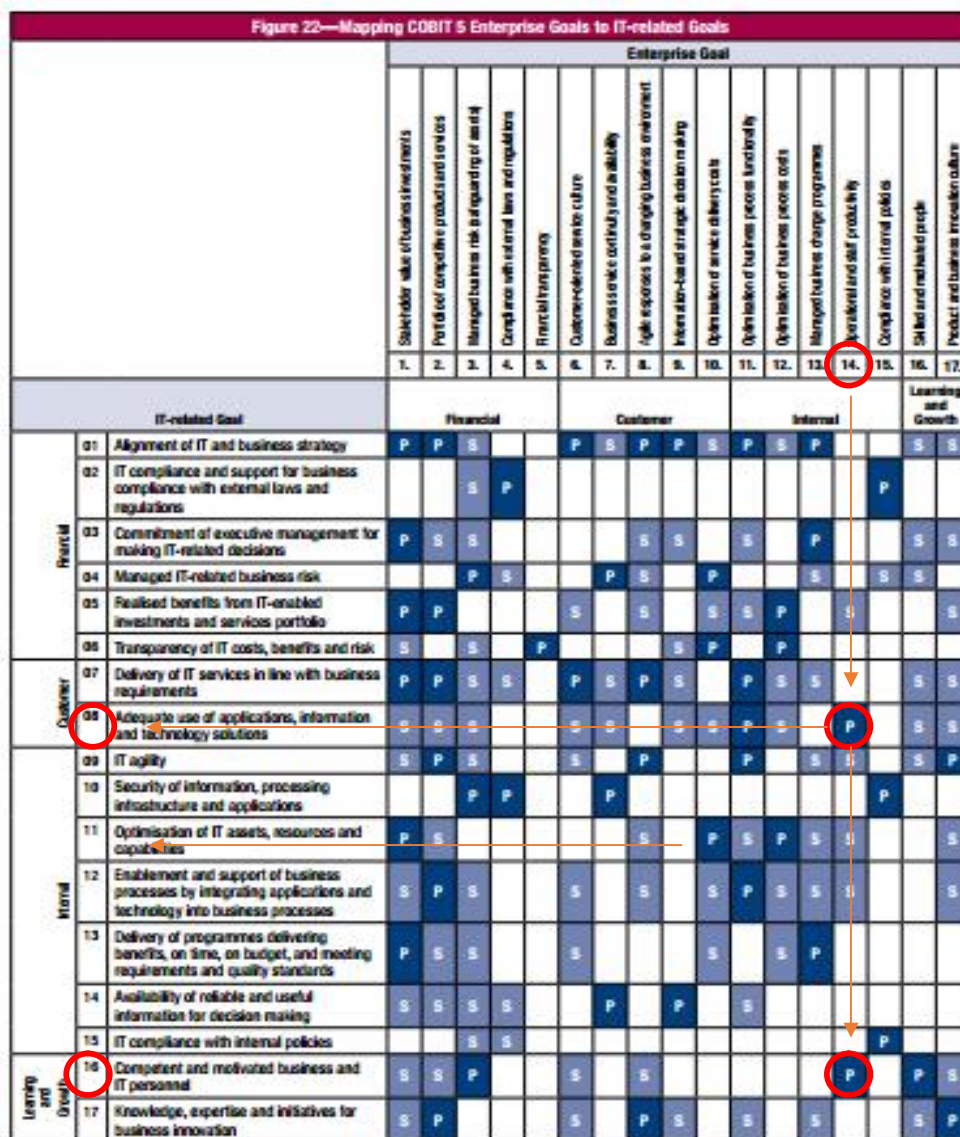 Figure 22—Mapping COBIT 5 Enterprise Goals to IT-related Goals
Enterprise Goal
Stakeholder value of business investments
Portfolio of competitive products and services
Managed business risk (safeguarding of assets)
Compliance with external laws and regulations
Financial transparency
Customer-oriented service culture
Business service continuity and availability
Agile responses to a changing business environment
Information-based strategic decision making
Optimisation of service delivery costs
Optimisation of business process functionality
Optimisation of business process costs
Managed business change programmes
Operational and staff productivity
Compliance with internal policies
Skilled and motivated people
Product and business innovation culture
1. 2. 3. 4. 5. 6. 7. 8. 9. 10. 11. 12. 13. 14. 15. 16. 17.
IT-related Goal Financial Customer Internal Learning and Growth
Financial
01 Alignment of IT and business strategy P P S P S P P S P S P S S
02 IT compliance and support for business
compliance with external laws and
regulations S P P
03 Commitment of executive management for
making IT-related decisions P S S S S S P S S
04 Managed IT-related business risk P S P S P S S S
05 Realised benefits from IT-enabled
investments and services portfolio P P S S S S P S S
06 Transparency of IT costs, benefits and risk S S P S P P
Customer
07 Delivery of IT services in line with business
requirements P P S S P S P S P S S S S
08 Adequate use of applications, information
and technology solutions S S S S S S S P S P S S
Internal
09 IT agility S P S S P P S S S P
10 Security of information, processing
infrastructure and applications P P P P
11 Optimisation of IT assets, resources and
capabilities P S S P S P S S S
12 Enablement and support of business
processes by integrating applications and
technology into business processes S P S S S S P S S S S
13 Delivery of programmes delivering
benefits, on time, on budget, and meeting
requirements and quality standards P S S S S S P
14 Availability of reliable and useful
information for decision making S S S S P P S
15 IT compliance with internal policies S S P
Learning and Growth
16 Competent and motivated business and
IT personnel S S P S S P P S
17 Knowledge, expertise and initiatives for
business innovation S P S P S S S S P